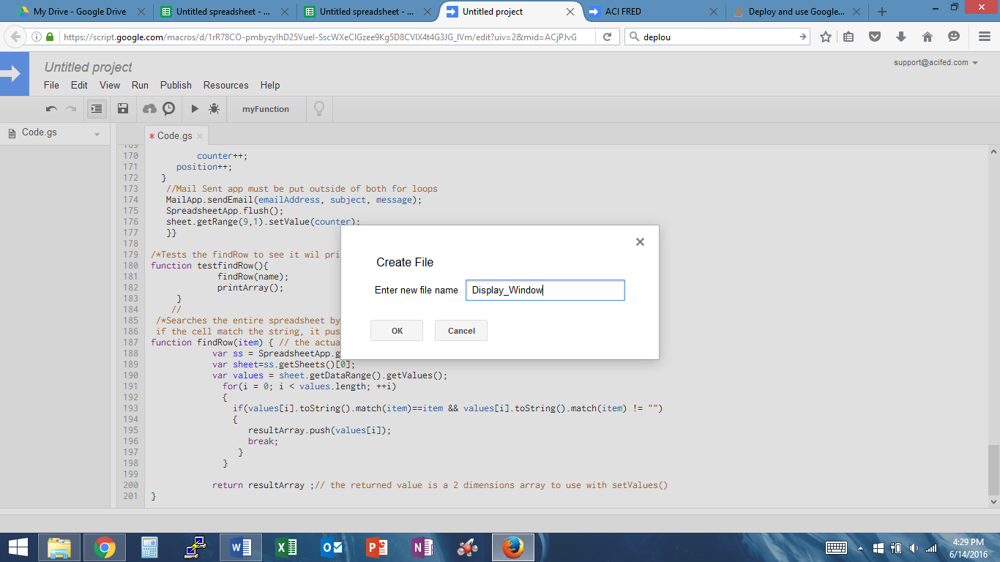 My Drive - Google Drive
Untitled spreadsheet - ...
Untitled spreadsheet - ...
Untitled project
ACI FRED
Deploy and use Google...
https://script.google.com/macros/d/1rR78CO-pmbyzylhD25Vuel-SscWXeCIGzee9Kg5D8CVIX4t4G3JG_lVm/edit?uiv=2&mid=ACjPJvG
deplou
Untitled project
support@acifed.com
File Edit View Run Publish Resources Help
myFunction
Code.gs
* Code.gs
169
170 counter++;
171 position++;
172 }
173 //Mail Sent app must be put outside of both for loops
174 MailApp.sendEmail(emailAddress, subject, message);
175 SpreadsheetApp.flush();
176 sheet.getRange(9,1).setValue(counter);
177 }}
178
179 /*Tests the findRow to see it wil pri
180 function testfindRow(){
181 findRow(name);
182 printArray();
183 }
184 //
185 /*Searches the entire spreadsheet by
186 if the cell match the string, it pus
187 function findRow(item) { // the actua
188 var ss = SpreadsheetApp.g
189 var sheet=ss.getSheets()[0];
190 var values = sheet.getDataRange().getValues();
191 for(i = 0; i < values.length; ++i)
192 {
193 if(values[i].toString().match(item)==item && values[i].toString().match(item) != "")
194 {
195 resultArray.push(values[i]);
196 break;
197 }
198 }
199
200 return resultArray ;// the returned value is a 2 dimensions array to use with setValues()
201 }
Create File
Enter new file name Display_Window
OK Cancel
4:29 PM
6/14/2016